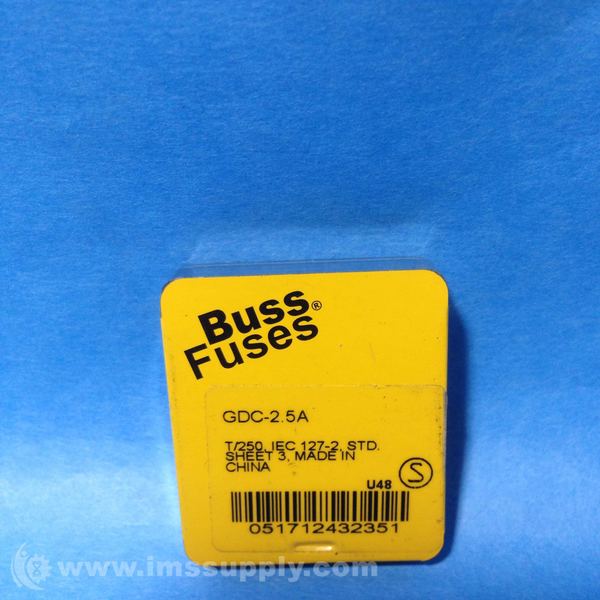 Buss®
Fuses
GDC-2.5A
T/250, IEC 127-2, STD.
SHEET 3, MADE IN
CHINA
S
U48
051712432351
© www.imssupply.com